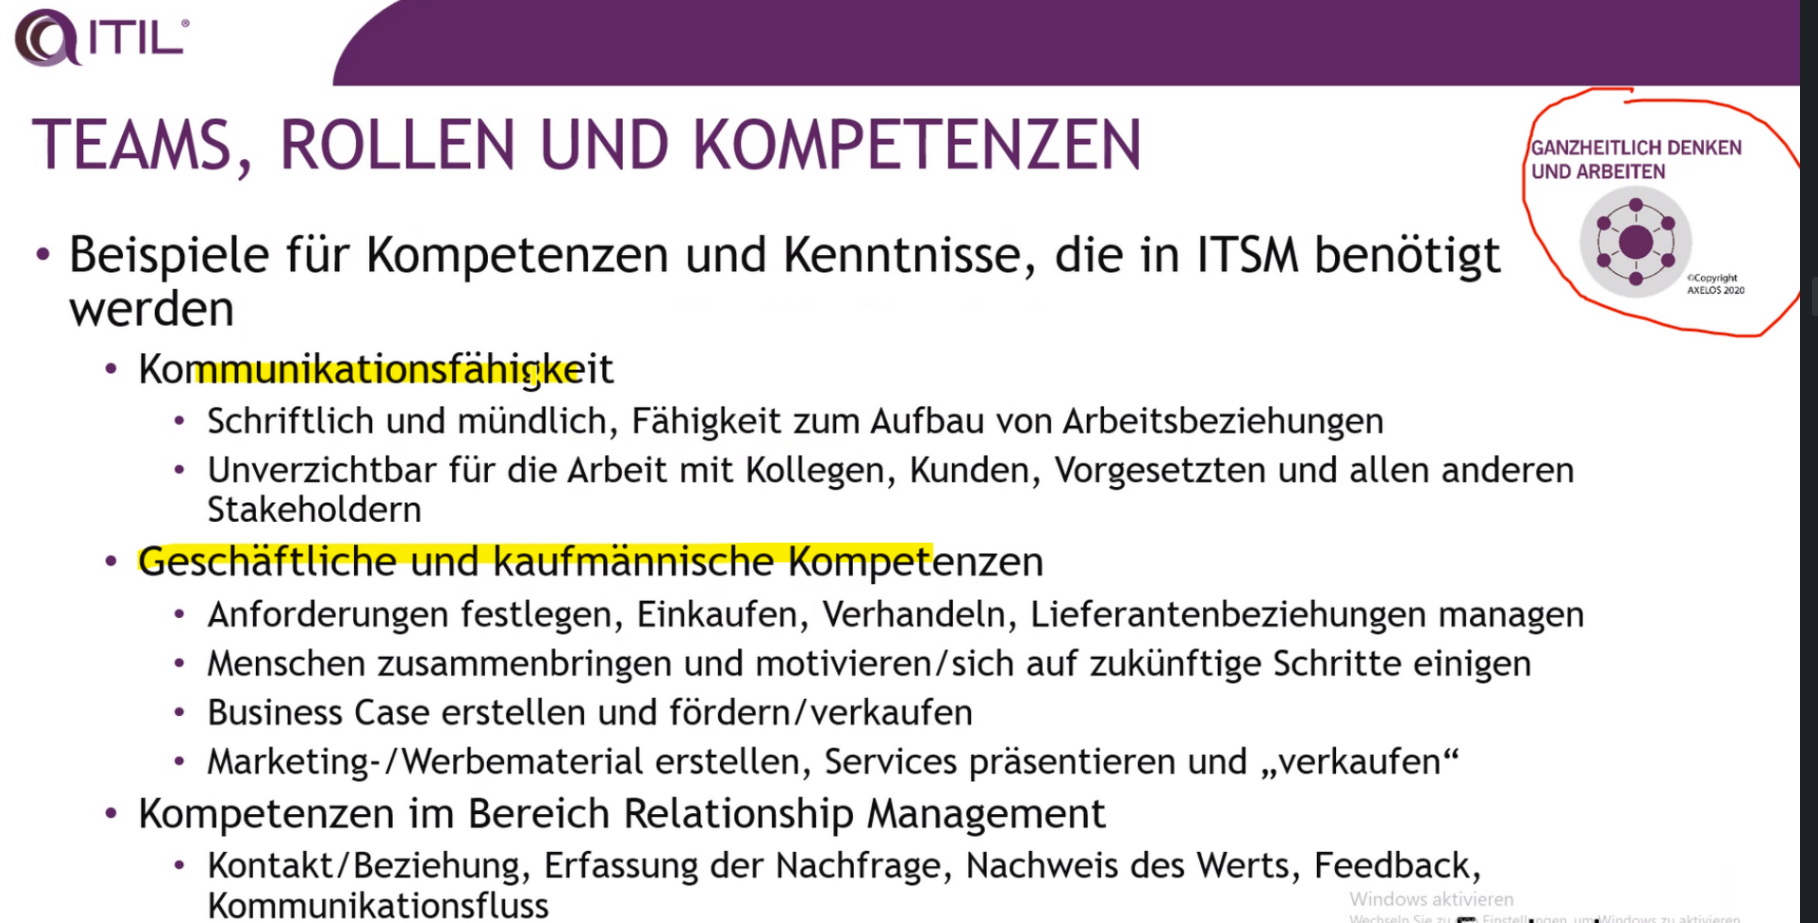 ITIL®
TEAMS, ROLLEN UND KOMPETENZEN
GANZHEITLICH DENKEN
UND ARBEITEN
©Copyright
AXELOS 2020
• Beispiele für Kompetenzen und Kenntnisse, die in ITSM benötigt
werden
• Kommunikationsfähigkeit
• Schriftlich und mündlich, Fähigkeit zum Aufbau von Arbeitsbeziehungen
• Unverzichtbar für die Arbeit mit Kollegen, Kunden, Vorgesetzten und allen anderen
Stakeholdern
• Geschäftliche und kaufmännische Kompetenzen
• Anforderungen festlegen, Einkaufen, Verhandeln, Lieferantenbeziehungen managen
• Menschen zusammenbringen und motivieren/sich auf zukünftige Schritte einigen
• Business Case erstellen und fördern/verkaufen
• Marketing-/Werbematerial erstellen, Services präsentieren und „verkaufen“
• Kompetenzen im Bereich Relationship Management
• Kontakt/Beziehung, Erfassung der Nachfrage, Nachweis des Werts, Feedback,
Kommunikationsfluss
Windows aktivieren
Wechseln Sie zu Einstellungen, um Windows zu aktivieren